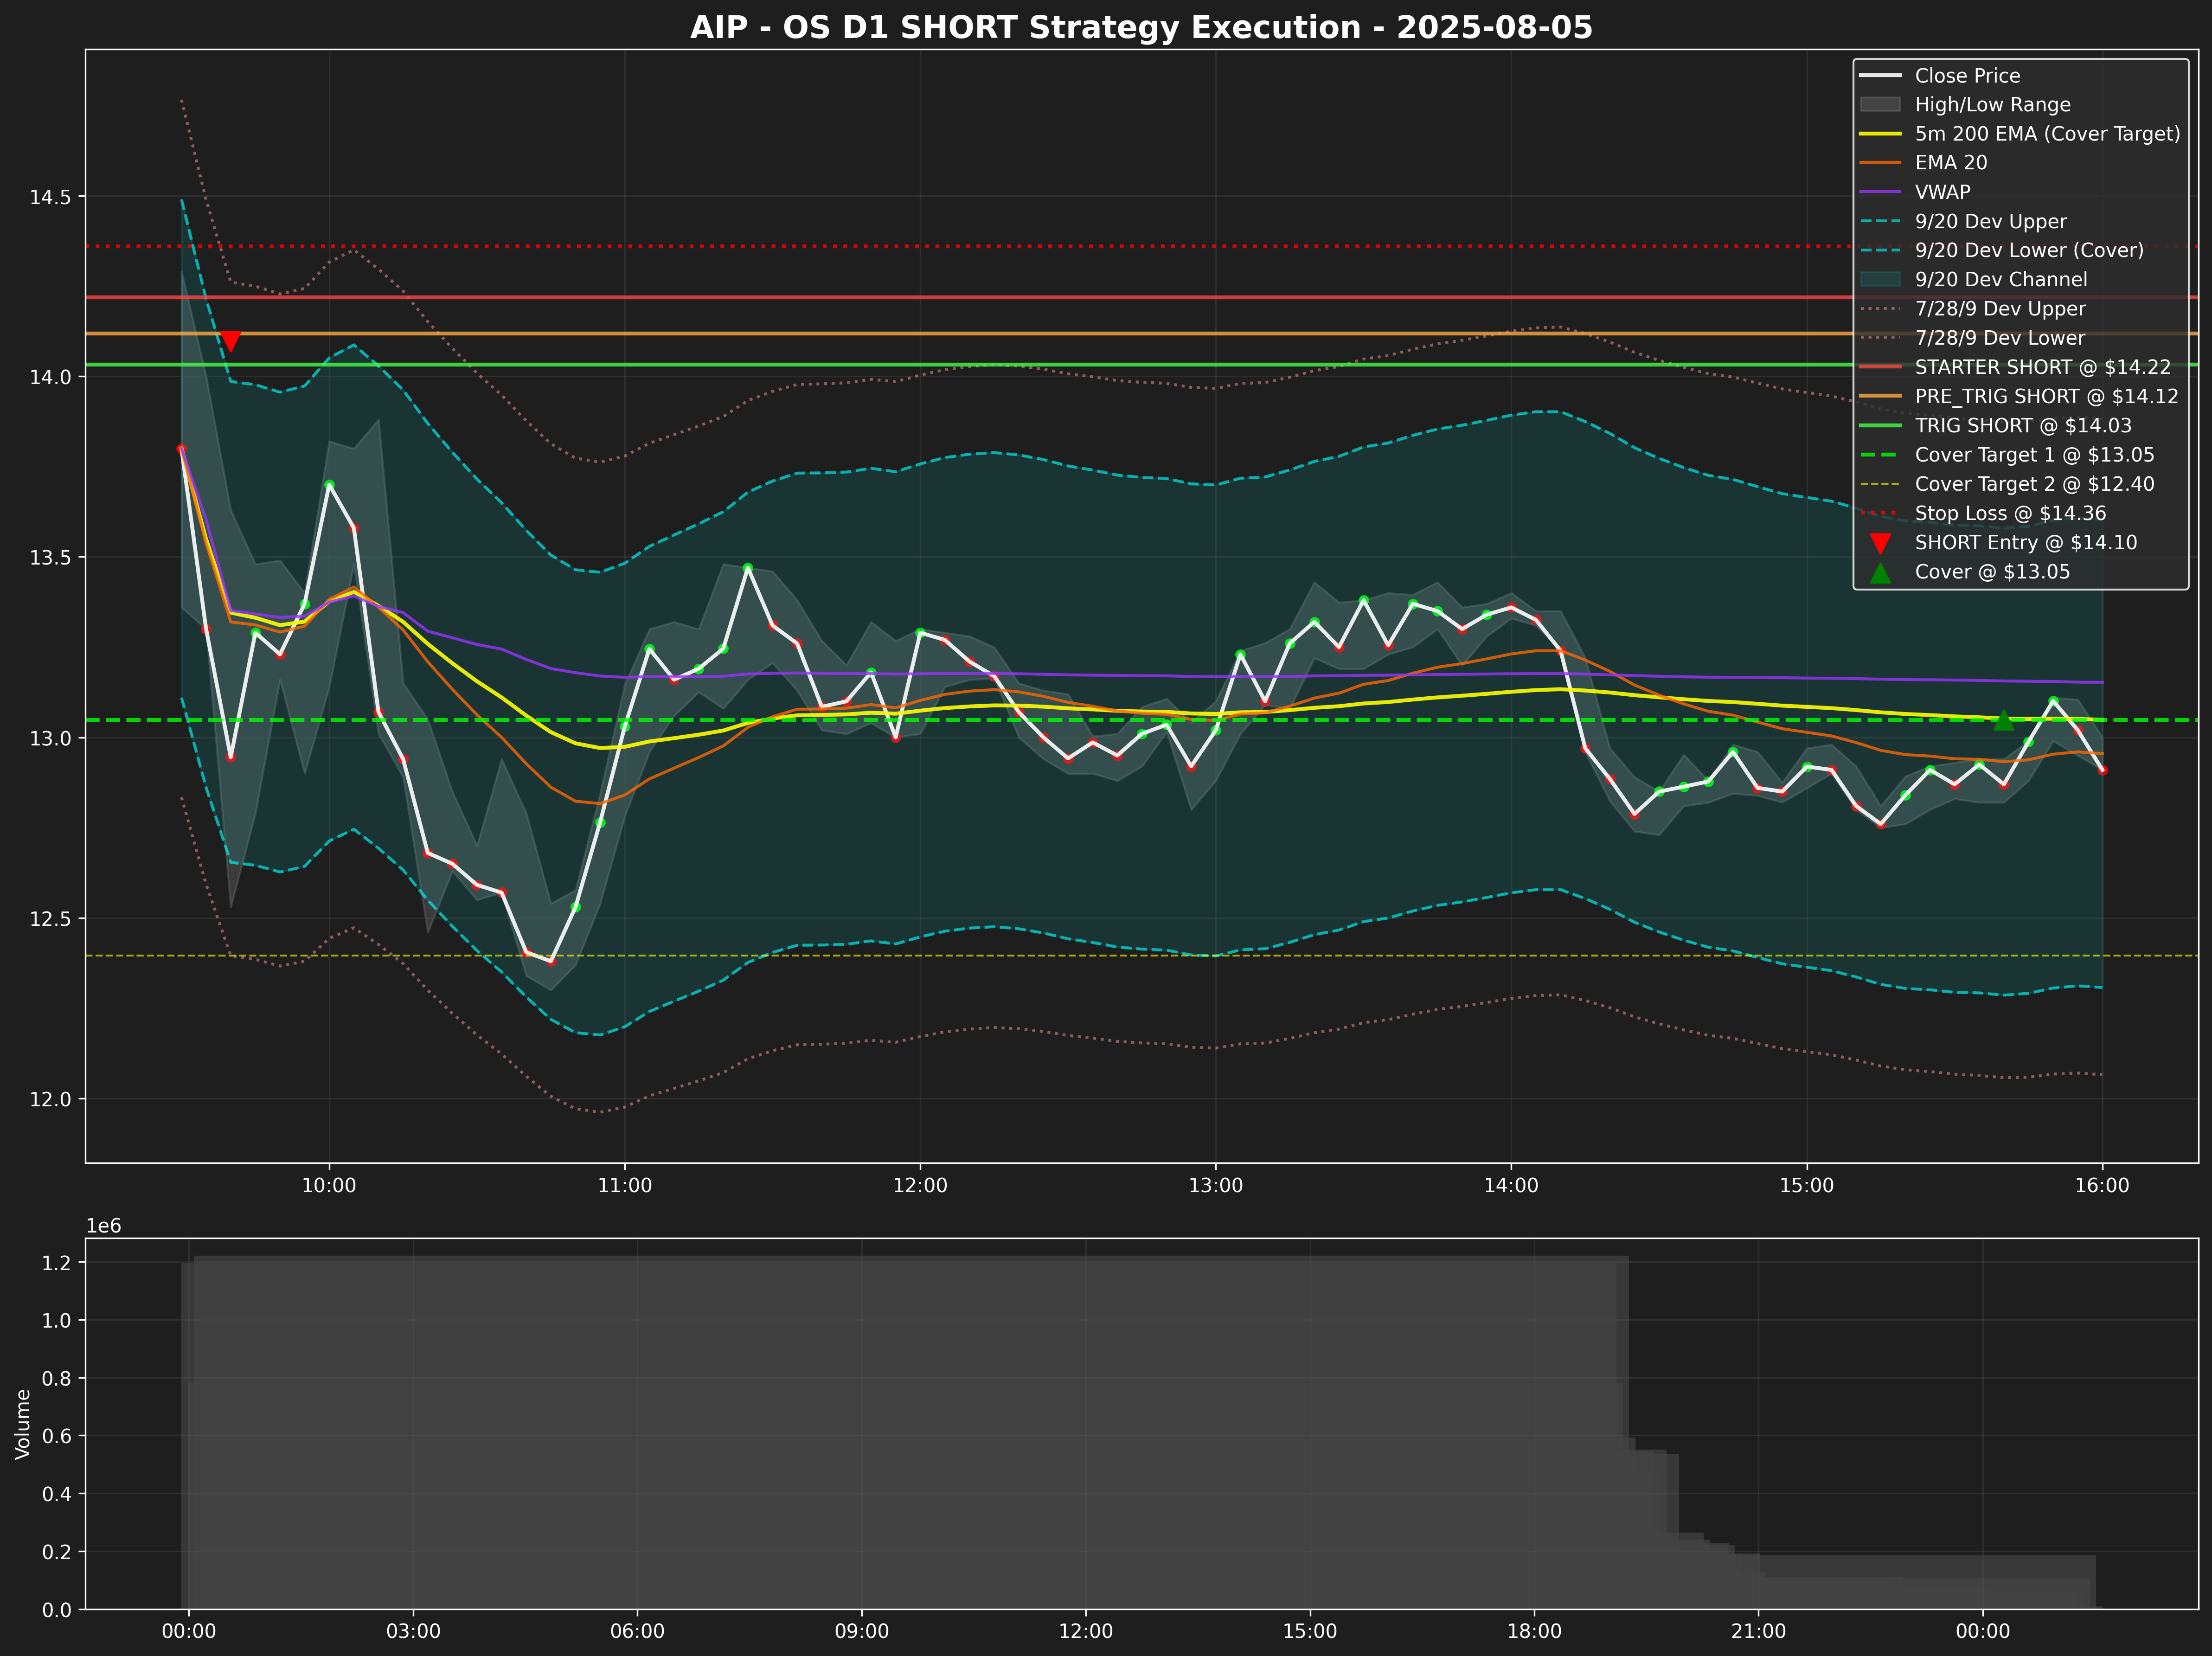 AIP - OS D1 SHORT Strategy Execution - 2025-08-05
Close Price
High/Low Range
5m 200 EMA (Cover Target)
EMA 20
VWAP
9/20 Dev Upper
9/20 Dev Lower (Cover)
9/20 Dev Channel
7/28/9 Dev Upper
7/28/9 Dev Lower
STARTER SHORT @ $14.22
PRE_TRIG SHORT @ $14.12
TRIG SHORT @ $14.03
Cover Target 1 @ $13.05
Cover Target 2 @ $12.40
Stop Loss @ $14.36
SHORT Entry @ $14.10
Cover @ $13.05
14.5
14.0
13.5
13.0
12.5
12.0
10:00 11:00 12:00 13:00 14:00 15:00 16:00
1e6
1.2
1.0
0.8
0.6
0.4
0.2
0.0
Volume
00:00 03:00 06:00 09:00 12:00 15:00 18:00 21:00 00:00